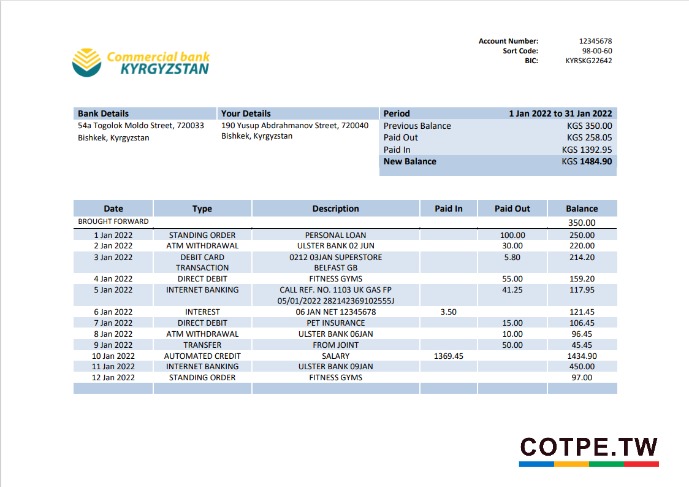 Commercial bank
KYRGYZSTAN
Account Number: 12345678
Sort Code: 98-00-60
BIC: KYRSKG22642
Bank Details
54a Togolok Moldo Street, 720033
Bishkek, Kyrgyzstan
Your Details
190 Yusup Abdrahmanov Street, 720040
Bishkek, Kyrgyzstan
Period 1 Jan 2022 to 31 Jan 2022
Previous Balance KGS 350.00
Paid Out KGS 258.05
Paid In KGS 1392.95
New Balance KGS 1484.90
Date Type Description Paid In Paid Out Balance
BROUGHT FORWARD 350.00
1 Jan 2022 STANDING ORDER PERSONAL LOAN 100.00 250.00
2 Jan 2022 ATM WITHDRAWAL ULSTER BANK 02 JUN 30.00 220.00
3 Jan 2022 DEBIT CARD 0212 03JAN SUPERSTORE 5.80 214.20
TRANSACTION BELFAST GB
4 Jan 2022 DIRECT DEBIT FITNESS GYMS 55.00 159.20
5 Jan 2022 INTERNET BANKING CALL REF. NO. 1103 UK GAS FP 41.25 117.95
05/01/2022 282142369102555J
6 Jan 2022 INTEREST 06 JAN NET 12345678 3.50 121.45
7 Jan 2022 DIRECT DEBIT PET INSURANCE 15.00 106.45
8 Jan 2022 ATM WITHDRAWAL ULSTER BANK 06JAN 10.00 96.45
9 Jan 2022 TRANSFER FROM JOINT 50.00 45.45
10 Jan 2022 AUTOMATED CREDIT SALARY 1369.45 1434.90
11 Jan 2022 INTERNET BANKING ULSTER BANK 09JAN 450.00
12 Jan 2022 STANDING ORDER FITNESS GYMS 97.00
COTPE.TW